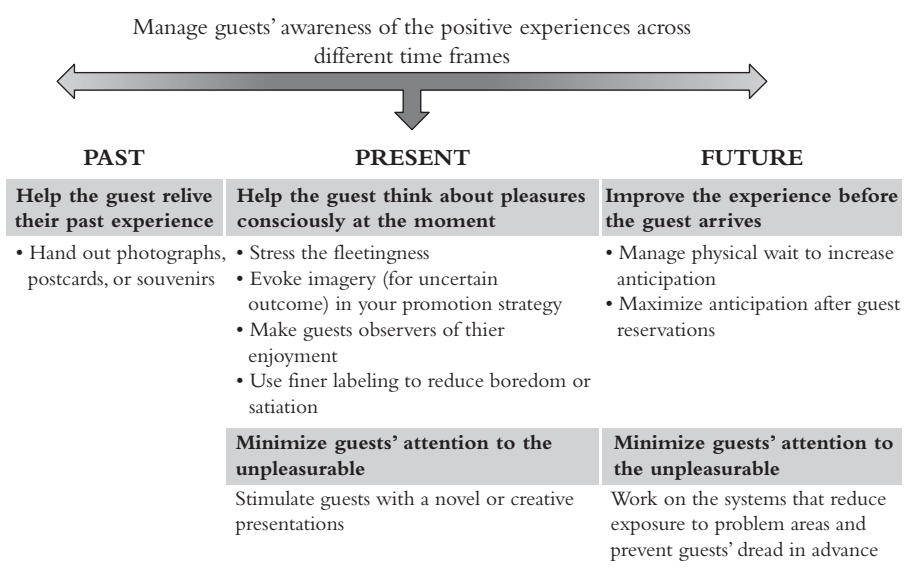 Manage guests’ awareness of the positive experiences across
different time frames
PAST
Help the guest relive
their past experience
• Hand out photographs,
postcards, or souvenirs
PRESENT
Help the guest think about pleasures
consciously at the moment
• Stress the fleetingness
• Evoke imagery (for uncertain
outcome) in your promotion strategy
• Make guests observers of thier
enjoyment
• Use finer labeling to reduce boredom or
satiation
Minimize guests’ attention to the
unpleasurable
Stimulate guests with a novel or creative
presentations
FUTURE
Improve the experience before
the guest arrives
• Manage physical wait to increase
anticipation
• Maximize anticipation after guest
reservations
Minimize guests’ attention to
the unpleasurable
Work on the systems that reduce
exposure to problem areas and
prevent guests’ dread in advance